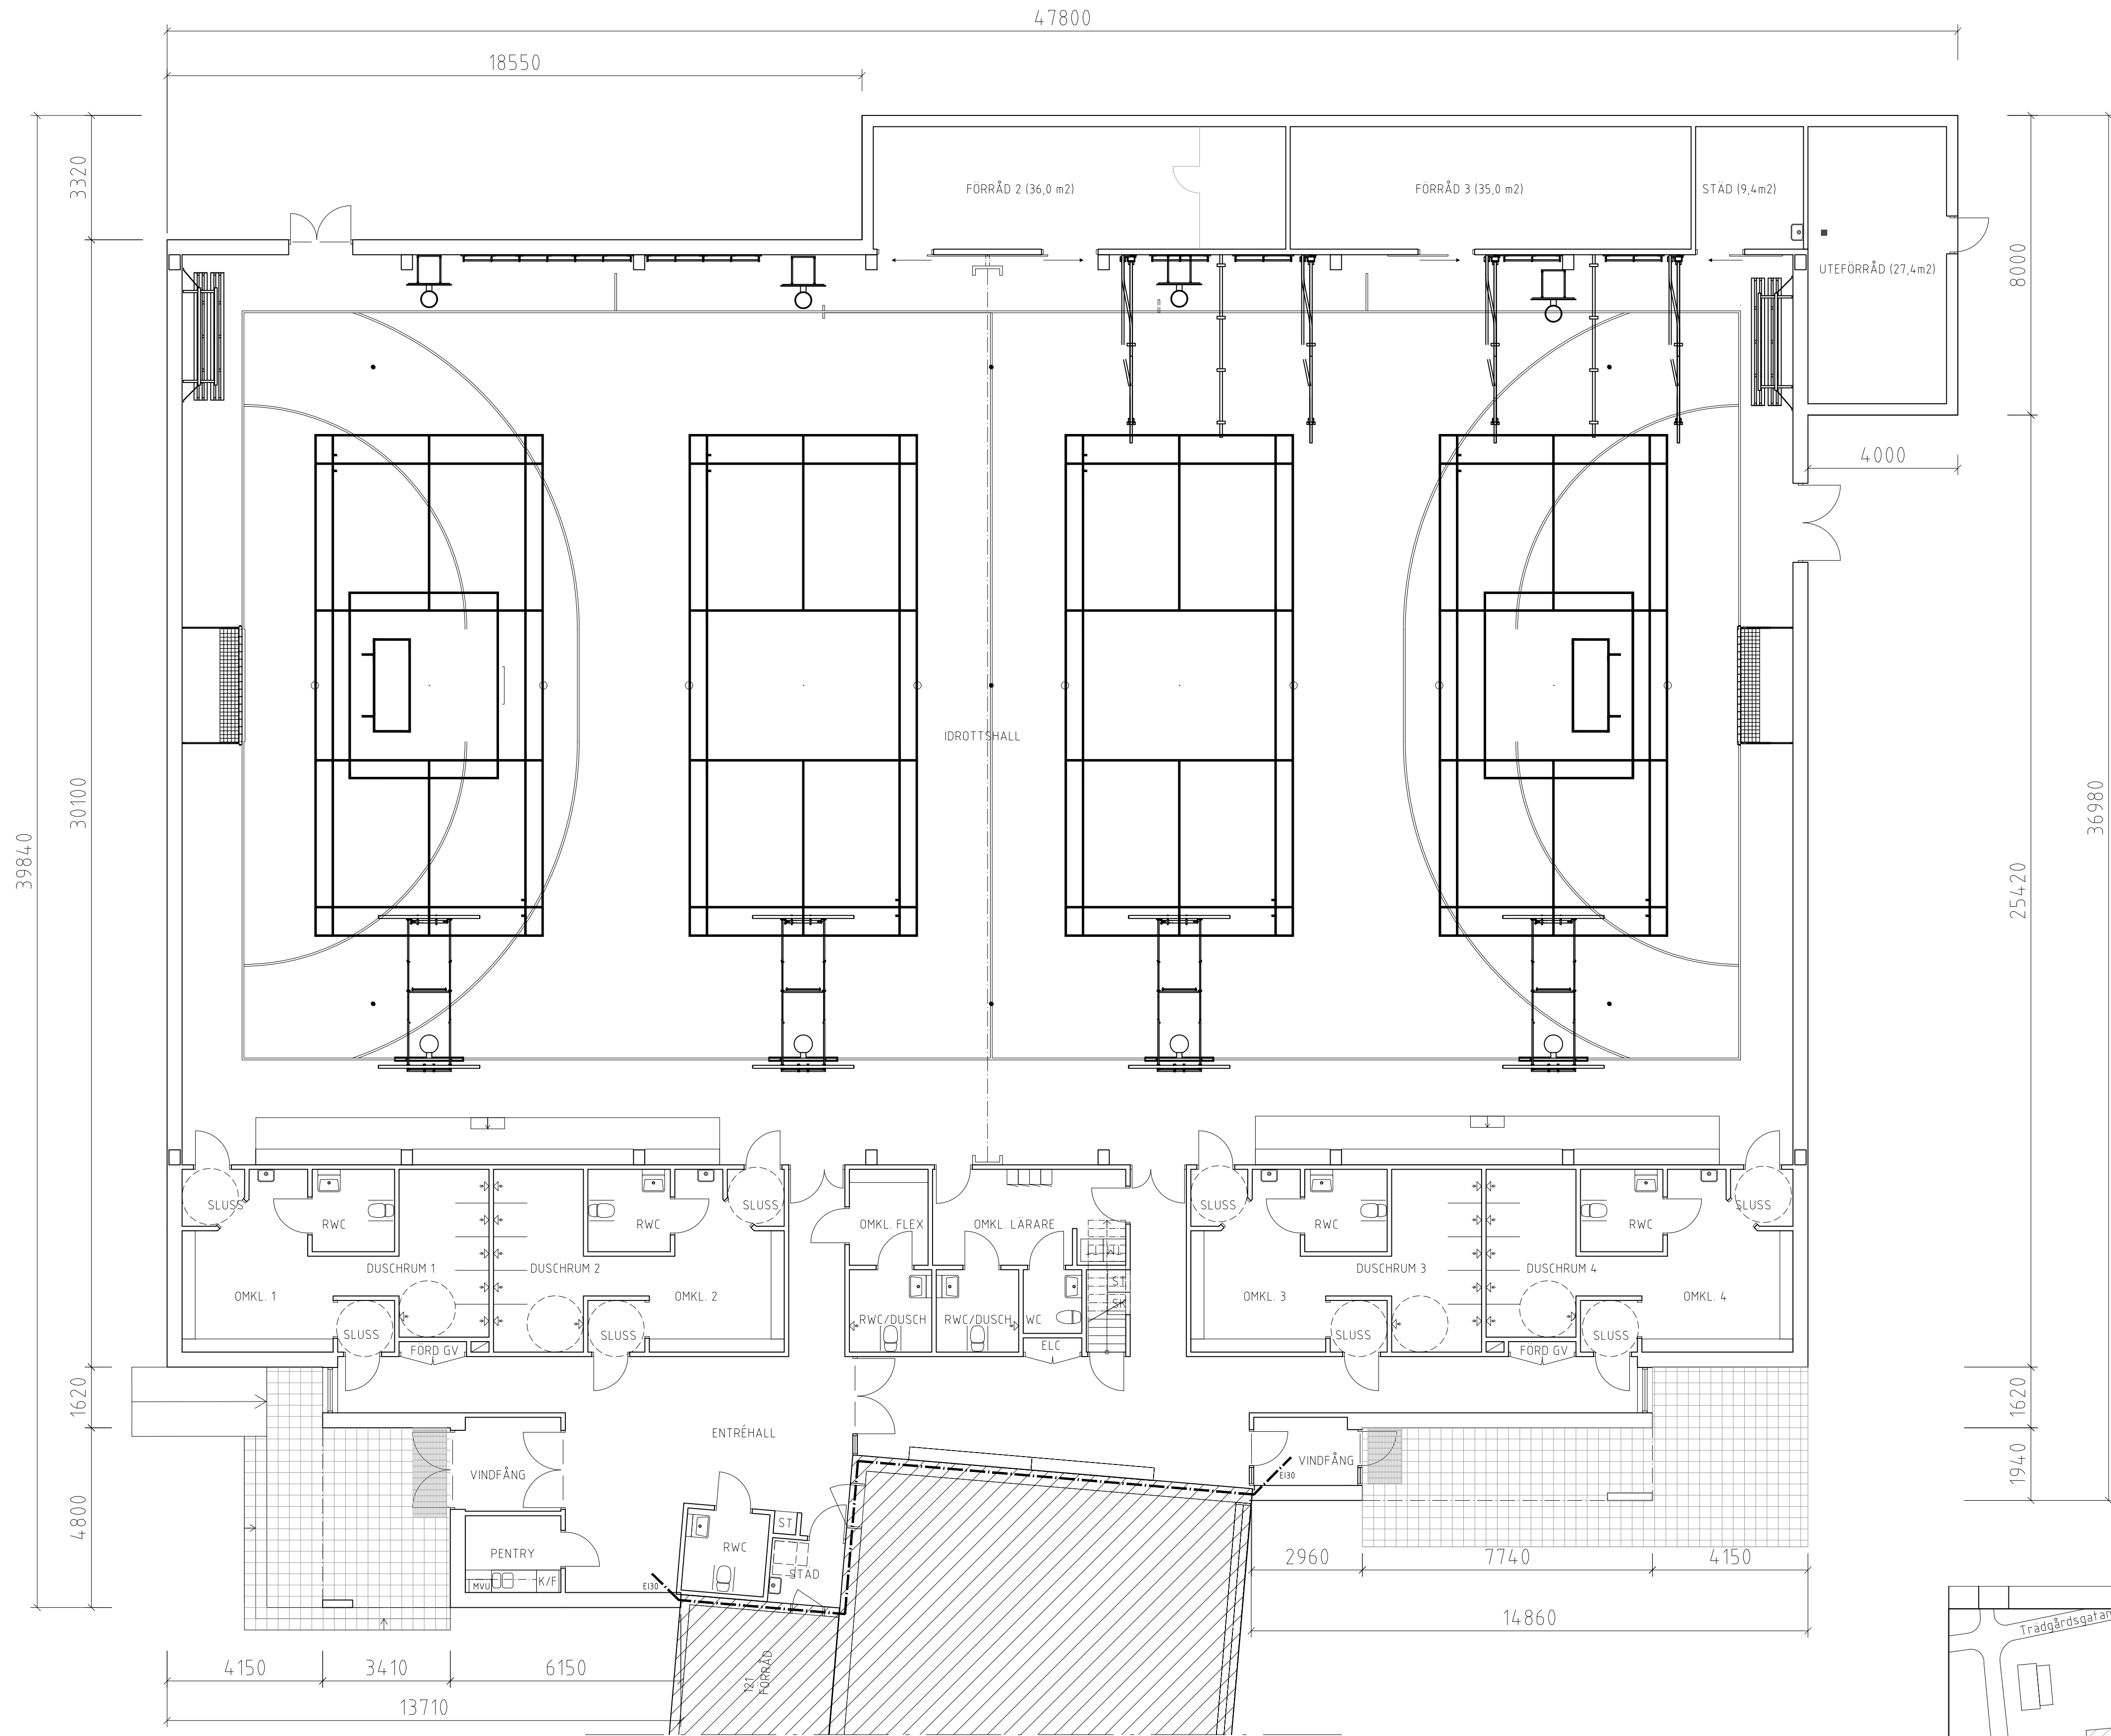 47800
18550
3320
FÖRRÅD 2 (36,0 m2)
FÖRRÅD 3 (35,0 m2)
STÄD (9,4m2)
UTEFÖRRÅD (27,4m2)
8000
4000
IDROTTSHALL
39840
30100
36980
25420
SLUSS
RWC
RWC
SLUSS
OMKL. FLEX
OMKL. LÄRARE
SLUSS
RWC
RWC
SLUSS
DUSCHRUM 1
DUSCHRUM 2
DUSCHRUM 3
DUSCHRUM 4
TM
ST
SK
OMKL. 1
OMKL. 2
OMKL. 3
OMKL. 4
RWC/DUSCH
RWC/DUSCH
WC
SLUSS
SLUSS
SLUSS
SLUSS
FÖRD GV
ELC
FÖRD GV
1620
1620
ENTRÉHALL
VINDFÅNG
VINDFÅNG
EI30
1940
4800
ST
RWC
STÄD
PENTRY
MVU
K/F
EI30
2960
7740
4150
14860
Trädgårdsgatan
4150
3410
6150
121
FÖRRÅD
13710